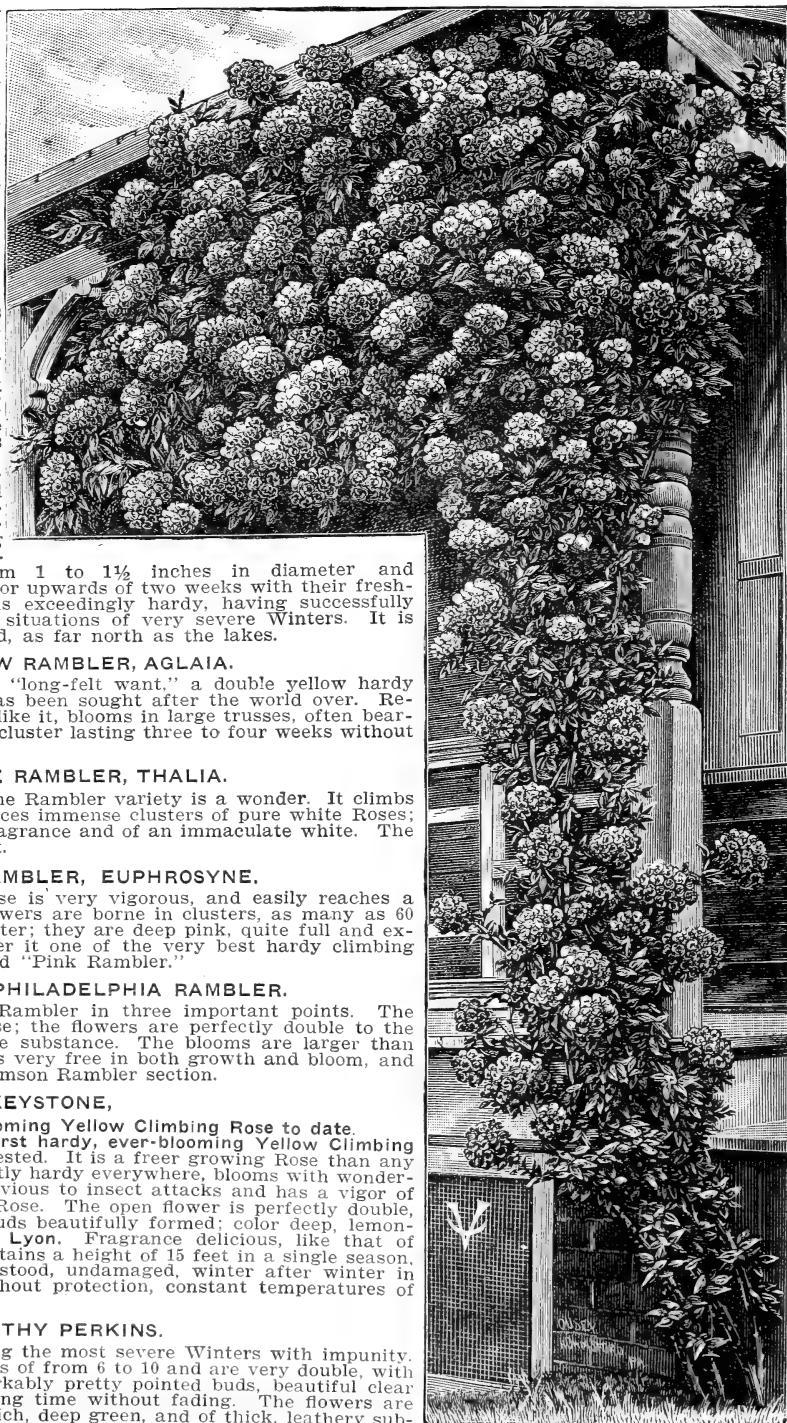 m 1 to 1½ inches in diameter and
or upwards of two weeks with their fresh-
s exceedingly hardy, having successfully
situations of very severe Winters. It is
d, as far north as the lakes.
W RAMBLER, AGLAIA.
"long-felt want," a double yellow hardy
as been sought after the world over. Re-
like it, blooms in large trusses, often bear-
cluster lasting three to four weeks without
RAMBLER, THALIA.
ne Rambler variety is a wonder. It climbs
ces immense clusters of pure white Roses;
agrance and of an immaculate white. The
t.
MBLER, EUPHROSYNE,
se is very vigorous, and easily reaches a
wers are borne in clusters, as many as 60
ter; they are deep pink, quite full and ex-
er it one of the very best hardy climbing
d "Pink Rambler."
PHILADELPHIA RAMBLER.
Rambler in three important points. The
se; the flowers are perfectly double to the
e substance. The blooms are larger than
s very free in both growth and bloom, and
mson Rambler section.
KEYSTONE,
oming Yellow Climbing Rose to date.
rst hardy, ever-blooming Yellow Climbing
ested. It is a freer growing Rose than any
tly hardy everywhere, blooms with wonder-
vious to insect attacks and has a vigor of
Rose. The open flower is perfectly double,
uds beautifully formed; color deep, lemon-
Lyon. Fragrance delicious, like that of
tains a height of 15 feet in a single season,
stood, undamaged, winter after winter in
hout protection, constant temperatures of
THY PERKINS.
g the most severe Winters with impunity.
s of from 6 to 10 and are very double, with
rkably pretty pointed buds, beautiful clear
ng time without fading. The flowers are
ich, deep green, and of thick, leathery sub-